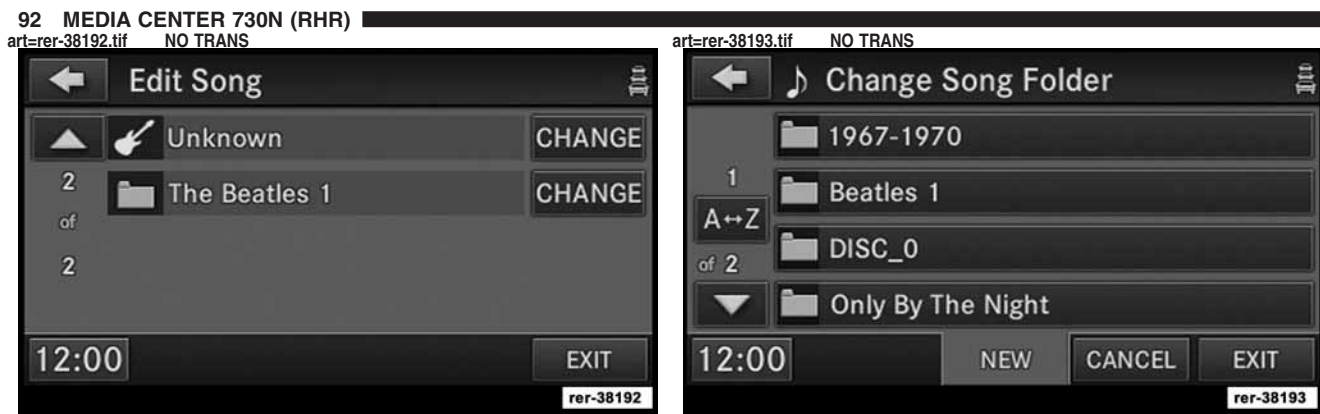 92 MEDIA CENTER 730N (RHR)
art=rer-38192.tif NO TRANS
Edit Song
Unknown CHANGE
2
The Beatles 1 CHANGE
of
2
12:00 EXIT
rer-38192
art=rer-38193.tif NO TRANS
Change Song Folder
1967-1970
1
Beatles 1
A↔Z
DISC_0
of 2
Only By The Night
12:00 NEW CANCEL EXIT
rer-38193